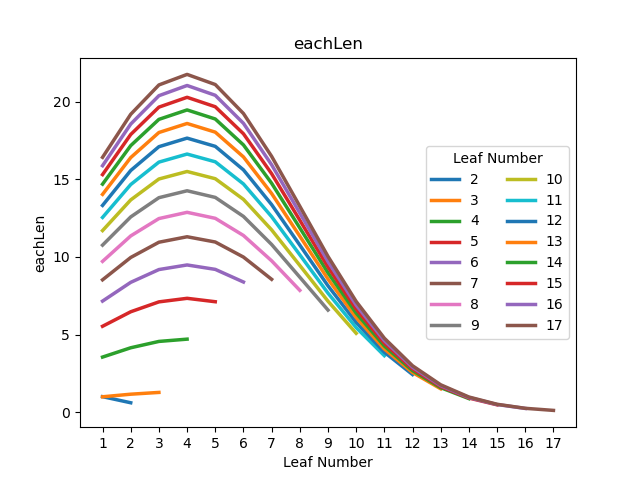 eachLen
20
15
10
5
0
eachLen
Leaf Number
2 10
3 11
4 12
5 13
6 14
7 15
8 16
9 17
1 2 3 4 5 6 7 8 9 10 11 12 13 14 15 16 17
Leaf Number